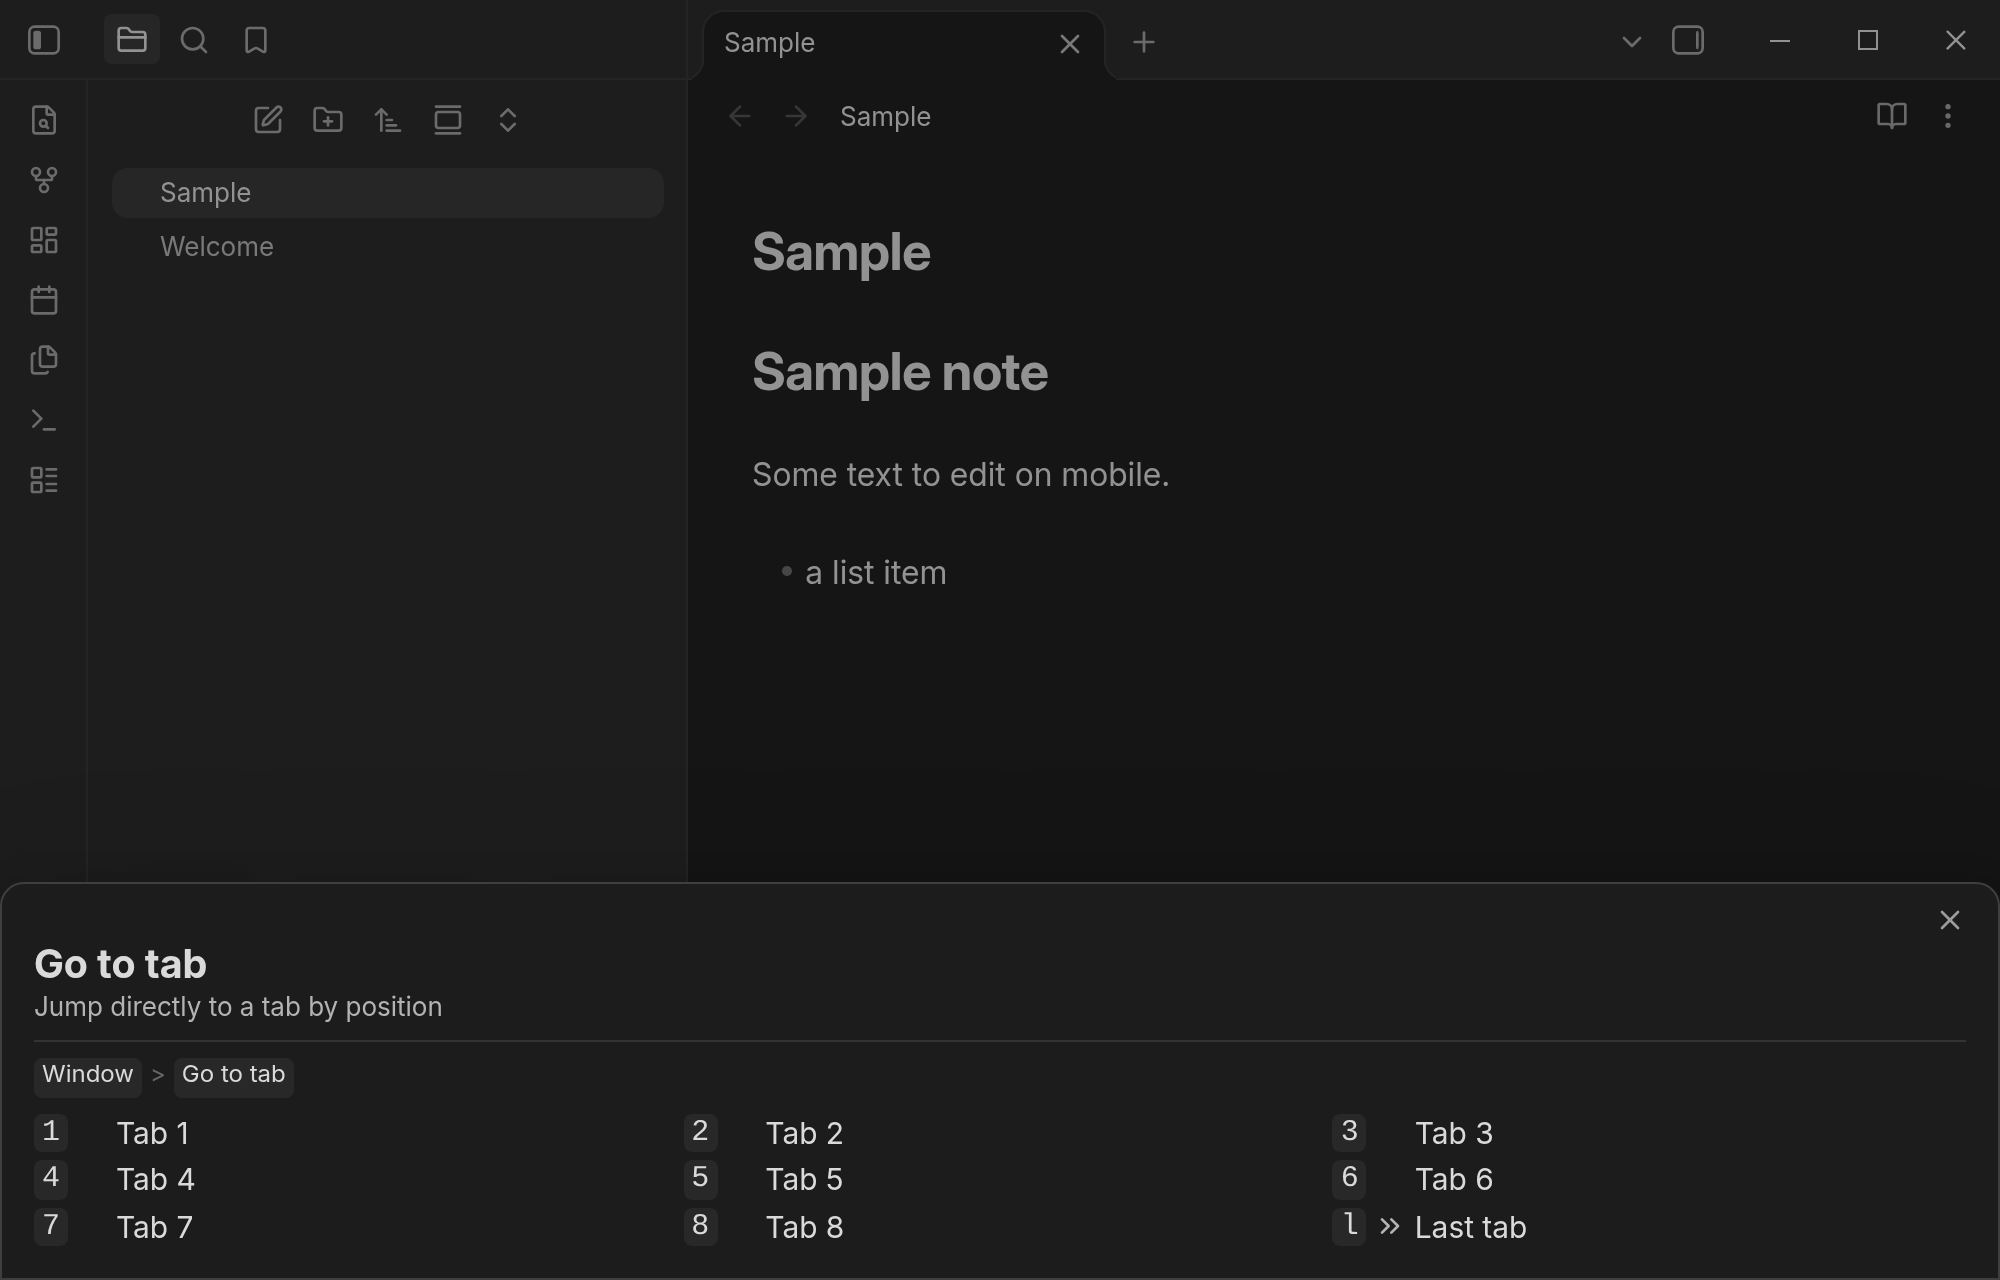 Sample
Sample
Sample
Welcome
Sample
Sample note
Some text to edit on mobile.
a list item
Go to tab
Jump directly to a tab by position
Window > Go to tab
1 Tab 1 2 Tab 2 3 Tab 3
4 Tab 4 5 Tab 5 6 Tab 6
7 Tab 7 8 Tab 8 l Last tab